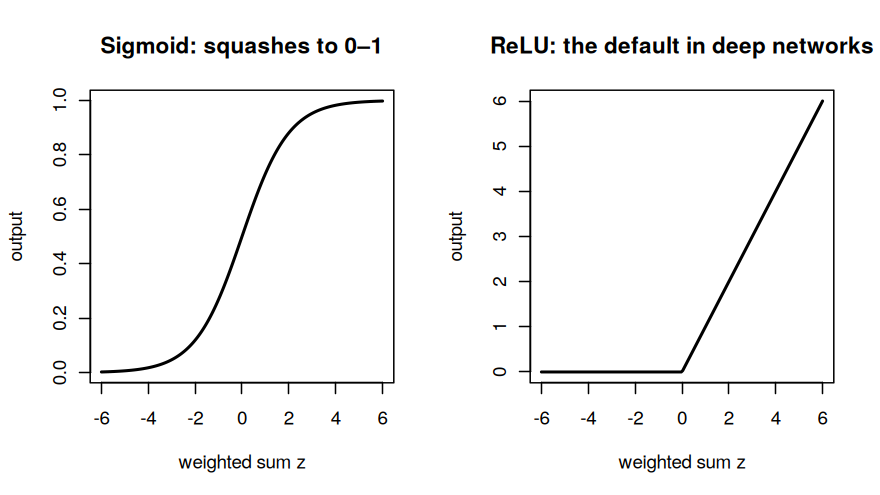 Sigmoid: squashes to 0–1
output
1.0
0.8
0.6
0.4
0.2
0.0
-6 -4 -2 0 2 4 6
weighted sum z
ReLU: the default in deep networks
output
6
5
4
3
2
1
0
-6 -4 -2 0 2 4 6
weighted sum z